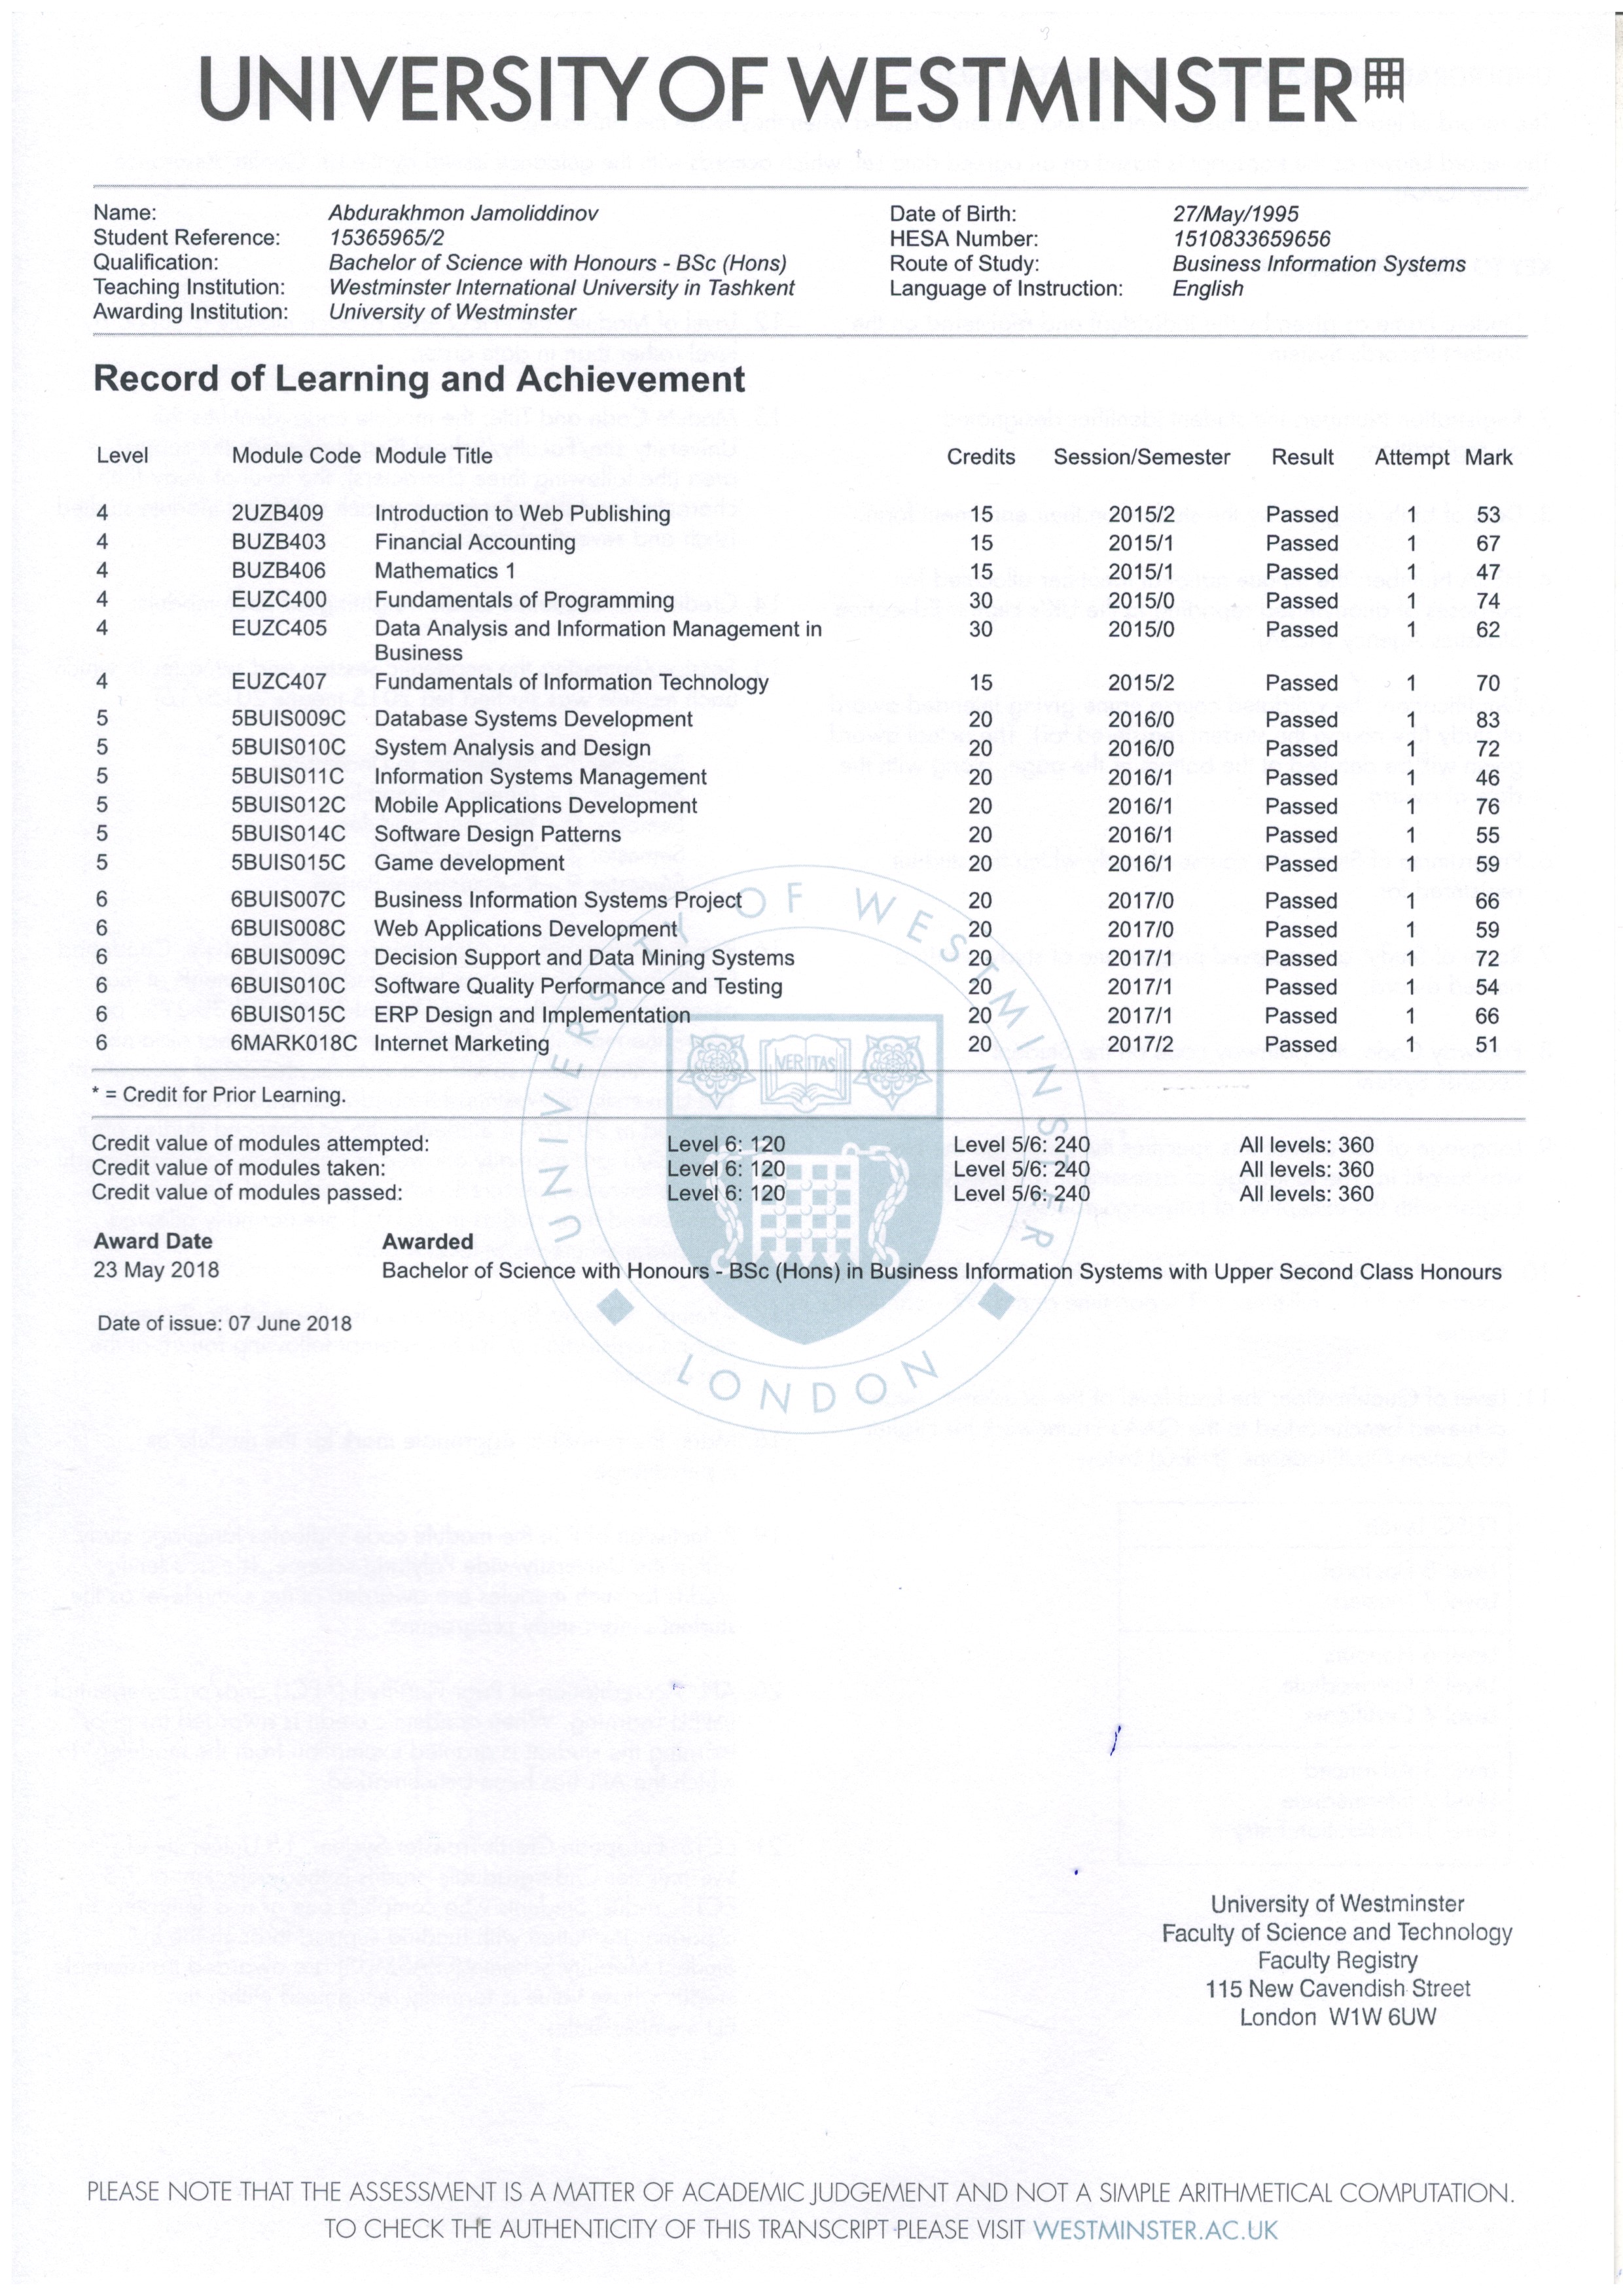 UNIVERSITY OF WESTMINSTER
Name: Abdurakhmon Jamoliddinov Date of Birth: 27/May/1995
Student Reference: 15365965/2 HESA Number: 1510833659656
Qualification: Bachelor of Science with Honours - BSc (Hons) Route of Study: Business Information Systems
Teaching Institution: Westminster International University in Tashkent Language of Instruction: English
Awarding Institution: University of Westminster
Record of Learning and Achievement
Level Module Code Module Title Credits Session/Semester Result Attempt Mark
4 2UZB409 Introduction to Web Publishing 15 2015/2 Passed 1 53
4 BUZB403 Financial Accounting 15 2015/1 Passed 1 67
4 BUZB406 Mathematics 1 15 2015/1 Passed 1 47
4 EUZC400 Fundamentals of Programming 30 2015/0 Passed 1 74
4 EUZC405 Data Analysis and Information Management in 30 2015/0 Passed 1 62
Business
4 EUZC407 Fundamentals of Information Technology 15 2015/2 Passed 1 70
5 5BUIS009C Database Systems Development 20 2016/0 Passed 1 83
5 5BUIS010C System Analysis and Design 20 2016/0 Passed 1 72
5 5BUIS011C Information Systems Management 20 2016/1 Passed 1 46
5 5BUIS012C Mobile Applications Development 20 2016/1 Passed 1 76
5 5BUIS014C Software Design Patterns 20 2016/1 Passed 1 55
5 5BUIS015C Game development 20 2016/1 Passed 1 59
6 6BUIS007C Business Information Systems Project 20 2017/0 Passed 1 66
6 6BUIS008C Web Applications Development 20 2017/0 Passed 1 59
6 6BUIS009C Decision Support and Data Mining Systems 20 2017/1 Passed 1 72
6 6BUIS010C Software Quality Performance and Testing 20 2017/1 Passed 1 54
6 6BUIS015C ERP Design and Implementation 20 2017/1 Passed 1 66
6 6MARK018C Internet Marketing 20 2017/2 Passed 1 51
UNIVERSITY OF WESTMINSTER
VERITAS
LONDON
* = Credit for Prior Learning.
Credit value of modules attempted: Level 6: 120 Level 5/6: 240 All levels: 360
Credit value of modules taken: Level 6: 120 Level 5/6: 240 All levels: 360
Credit value of modules passed: Level 6: 120 Level 5/6: 240 All levels: 360
Award Date Awarded
23 May 2018 Bachelor of Science with Honours - BSc (Hons) in Business Information Systems with Upper Second Class Honours
Date of issue: 07 June 2018
University of Westminster
Faculty of Science and Technology
Faculty Registry
115 New Cavendish Street
London W1W 6UW
PLEASE NOTE THAT THE ASSESSMENT IS A MATTER OF ACADEMIC JUDGEMENT AND NOT A SIMPLE ARITHMETICAL COMPUTATION.
TO CHECK THE AUTHENTICITY OF THIS TRANSCRIPT PLEASE VISIT WESTMINSTER.AC.UK